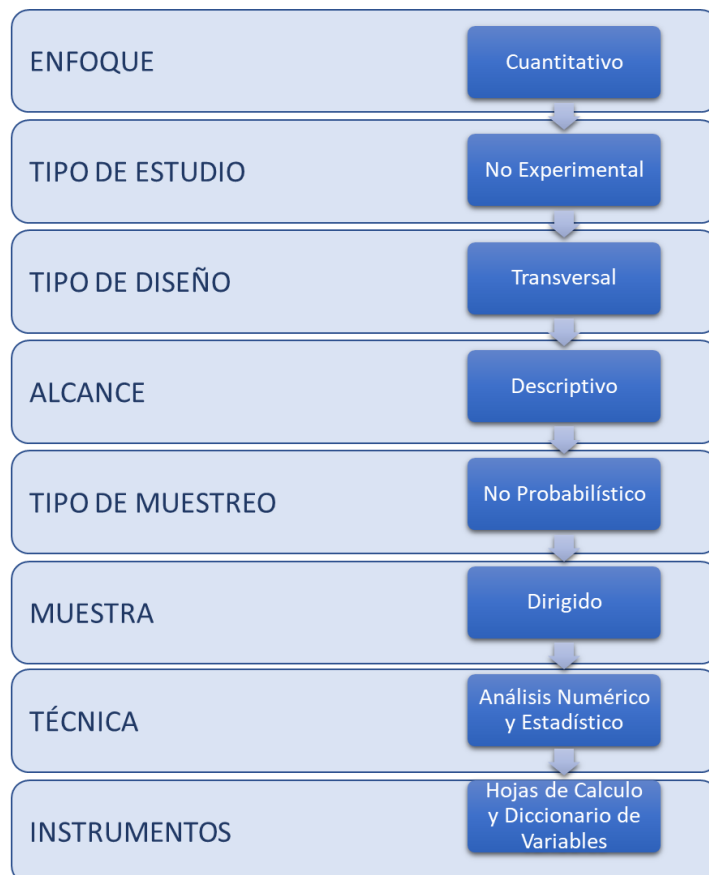 ENFOQUE
Cuantitativo
TIPO DE ESTUDIO
No Experimental
TIPO DE DISEÑO
Transversal
ALCANCE
Descriptivo
TIPO DE MUESTREO
No Probabilístico
MUESTRA
Dirigido
TÉCNICA
Análisis Numérico
y Estadístico
INSTRUMENTOS
Hojas de Calculo
y Diccionario de
Variables